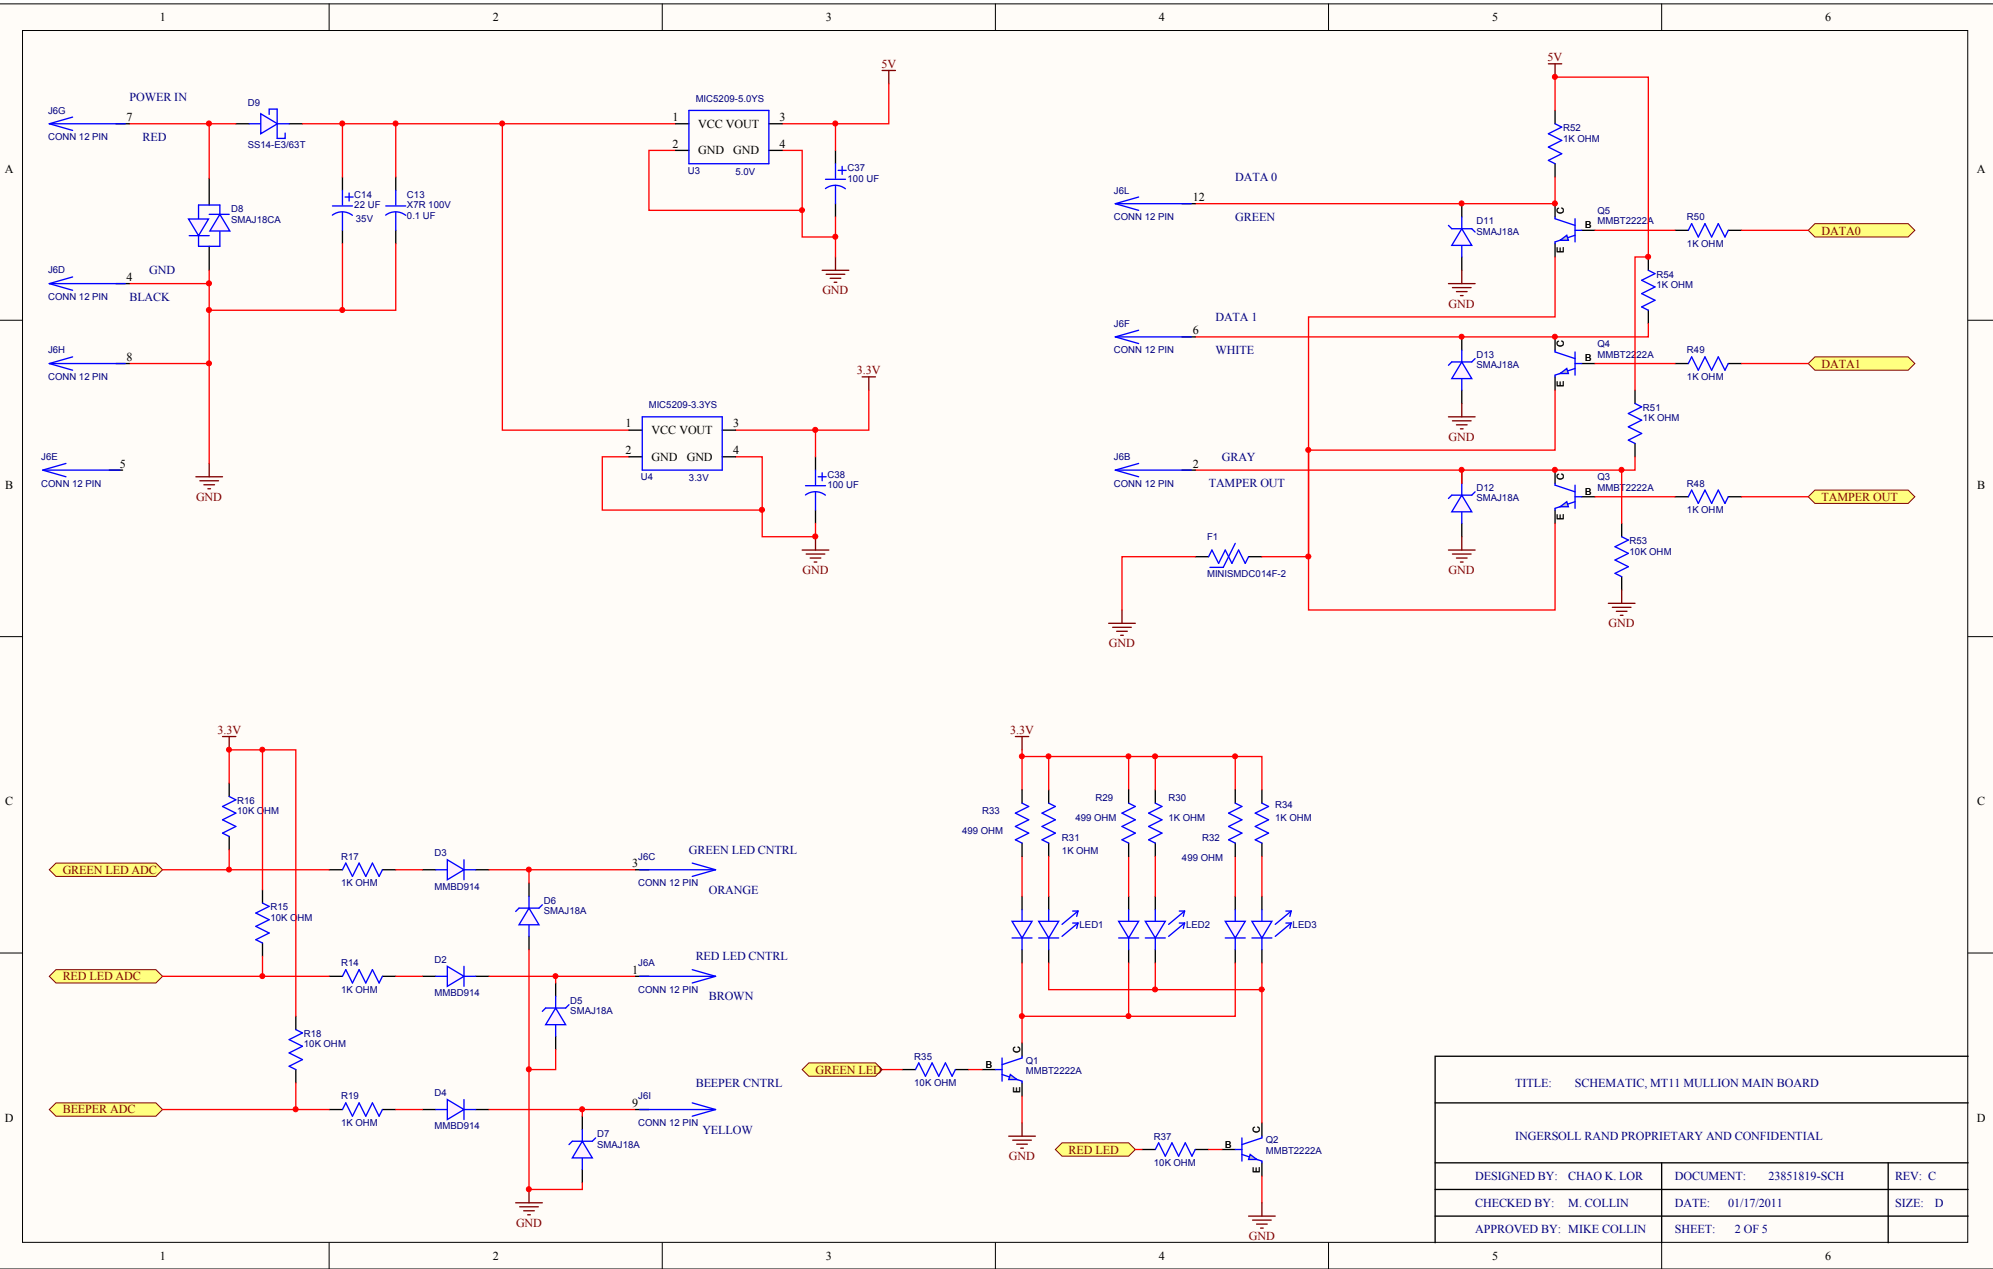 1 2 3 4 5 6
A
B
C
D
POWER IN
J6G
7
CONN 12 PIN
RED
D9
SS14-E3/63T
D8
SMAJ18CA
C14
22 UF
35V
C13
X7R 100V
0.1 UF
J6D
4
GND
CONN 12 PIN
BLACK
J6H
8
CONN 12 PIN
J6E
5
CONN 12 PIN
GND
MIC5209-5.0YS
1 VCC VOUT 3
2 GND GND 4
U3 5.0V
5V
C37
100 UF
GND
MIC5209-3.3YS
1 VCC VOUT 3
2 GND GND 4
U4 3.3V
3.3V
C38
100 UF
GND
5V
R52
1K OHM
DATA 0
J6L
12
CONN 12 PIN
GREEN
D11
SMAJ18A
GND
C
B
E
Q5
MMBT2222A
R50
1K OHM
DATA0
R54
1K OHM
DATA 1
J6F
6
CONN 12 PIN
WHITE
D13
SMAJ18A
GND
C
B
E
Q4
MMBT2222A
R49
1K OHM
DATA1
R51
1K OHM
J6B
2
GRAY
CONN 12 PIN
TAMPER OUT
D12
SMAJ18A
GND
C
B
E
Q3
MMBT2222A
R48
1K OHM
TAMPER OUT
R53
10K OHM
GND
F1
MINISMDC014F-2
GND
3.3V
R16
10K OHM
GREEN LED ADC
R17
1K OHM
D3
MMBD914
D6
SMAJ18A
GREEN LED CNTRL
3
J6C
CONN 12 PIN
ORANGE
R15
10K OHM
RED LED ADC
R14
1K OHM
D2
MMBD914
D5
SMAJ18A
RED LED CNTRL
1
J6A
CONN 12 PIN
BROWN
R18
10K OHM
BEEPER ADC
R19
1K OHM
D4
MMBD914
D7
SMAJ18A
BEEPER CNTRL
9
J6I
CONN 12 PIN
YELLOW
GND
3.3V
R33
499 OHM
R31
1K OHM
R29
499 OHM
R30
1K OHM
R32
499 OHM
R34
1K OHM
LED1
LED2
LED3
GREEN LED
R35
10K OHM
B
C
E
Q1
MMBT2222A
GND
RED LED
R37
10K OHM
B
C
E
Q2
MMBT2222A
GND
TITLE: SCHEMATIC, MT11 MULLION MAIN BOARD
INGERSOLL RAND PROPRIETARY AND CONFIDENTIAL
DESIGNED BY: CHAO K. LOR DOCUMENT: 23851819-SCH REV: C
CHECKED BY: M. COLLIN DATE: 01/17/2011 SIZE: D
APPROVED BY: MIKE COLLIN SHEET: 2 OF 5
A
B
C
D
1 2 3 4 5 6